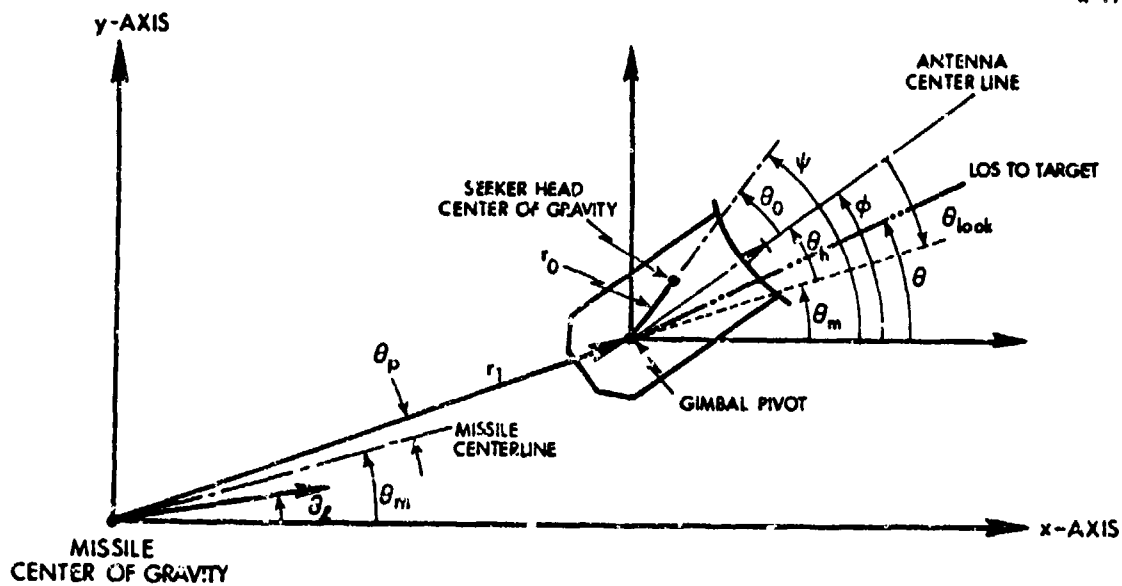 y-AXIS
ANTENNA
CENTER LINE
LOS TO TARGET
SEEKER HEAD
CENTER OF GRAVITY
ψ
θ0
φ
θh
θlook
r0
θ
θm
θp
r1
GIMBAL PIVOT
MISSILE
CENTERLINE
θm
θℓ
x-AXIS
MISSILE
CENTER OF GRAVITY